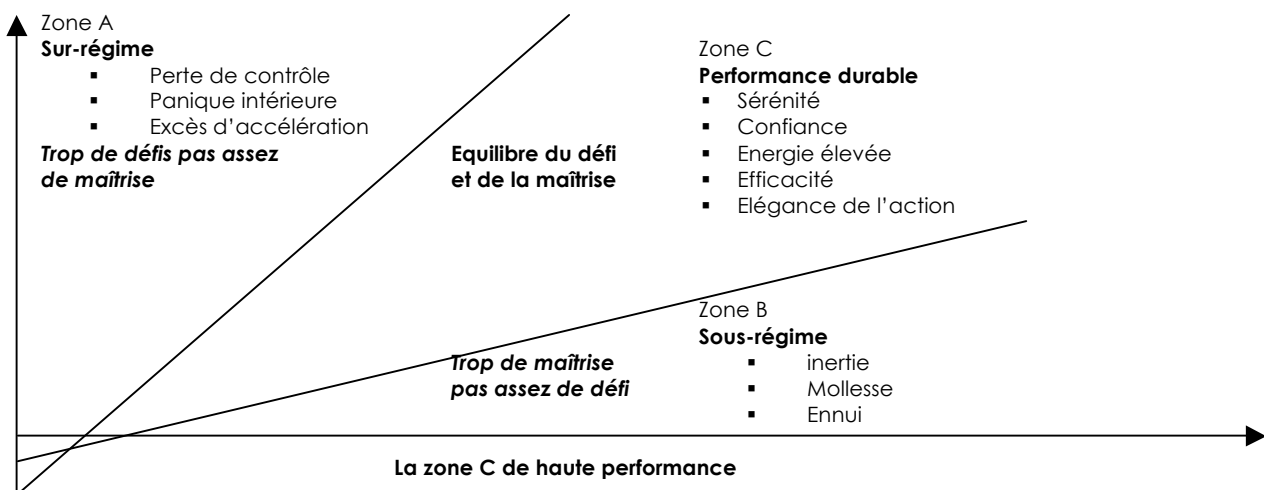 Zone A
Sur-régime
▪ Perte de contrôle
▪ Panique intérieure
▪ Excès d’accélération
Trop de défis pas assez
de maîtrise
Equilibre du défi
et de la maîtrise
Zone C
Performance durable
▪ Sérénité
▪ Confiance
▪ Energie élevée
▪ Efficacité
▪ Elégance de l’action
Trop de maîtrise
pas assez de défi
Zone B
Sous-régime
▪ inertie
▪ Mollesse
▪ Ennui
La zone C de haute performance